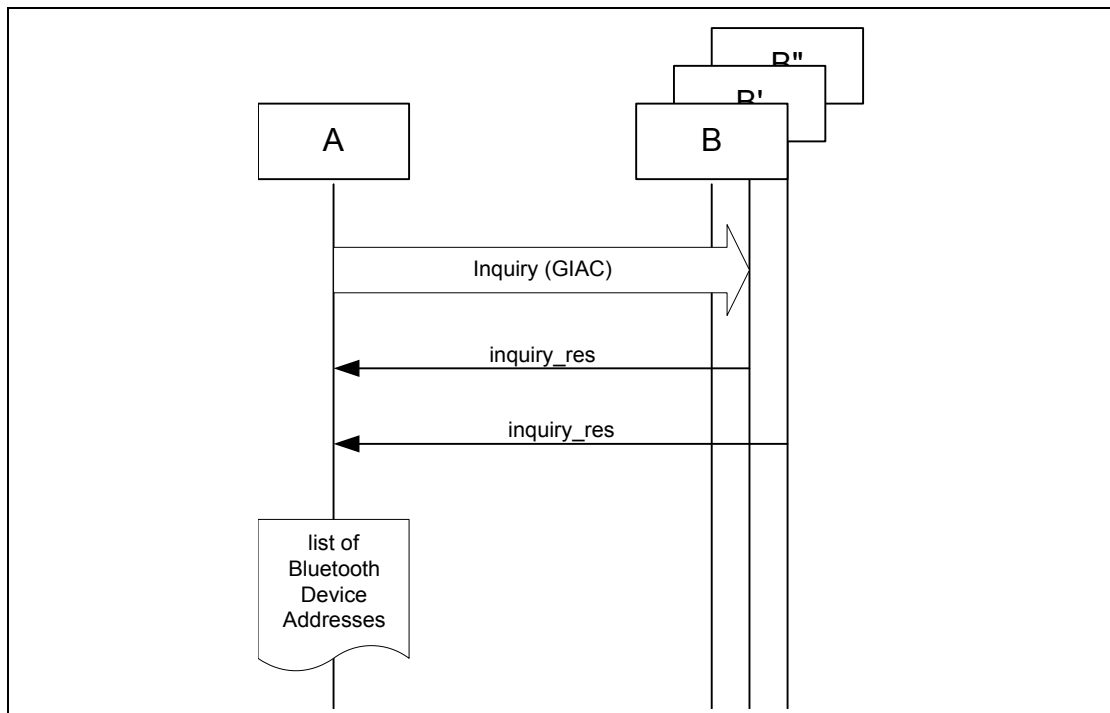 B"
B'
A
B
Inquiry (GIAC)
inquiry_res
inquiry_res
list of
Bluetooth
Device
Addresses